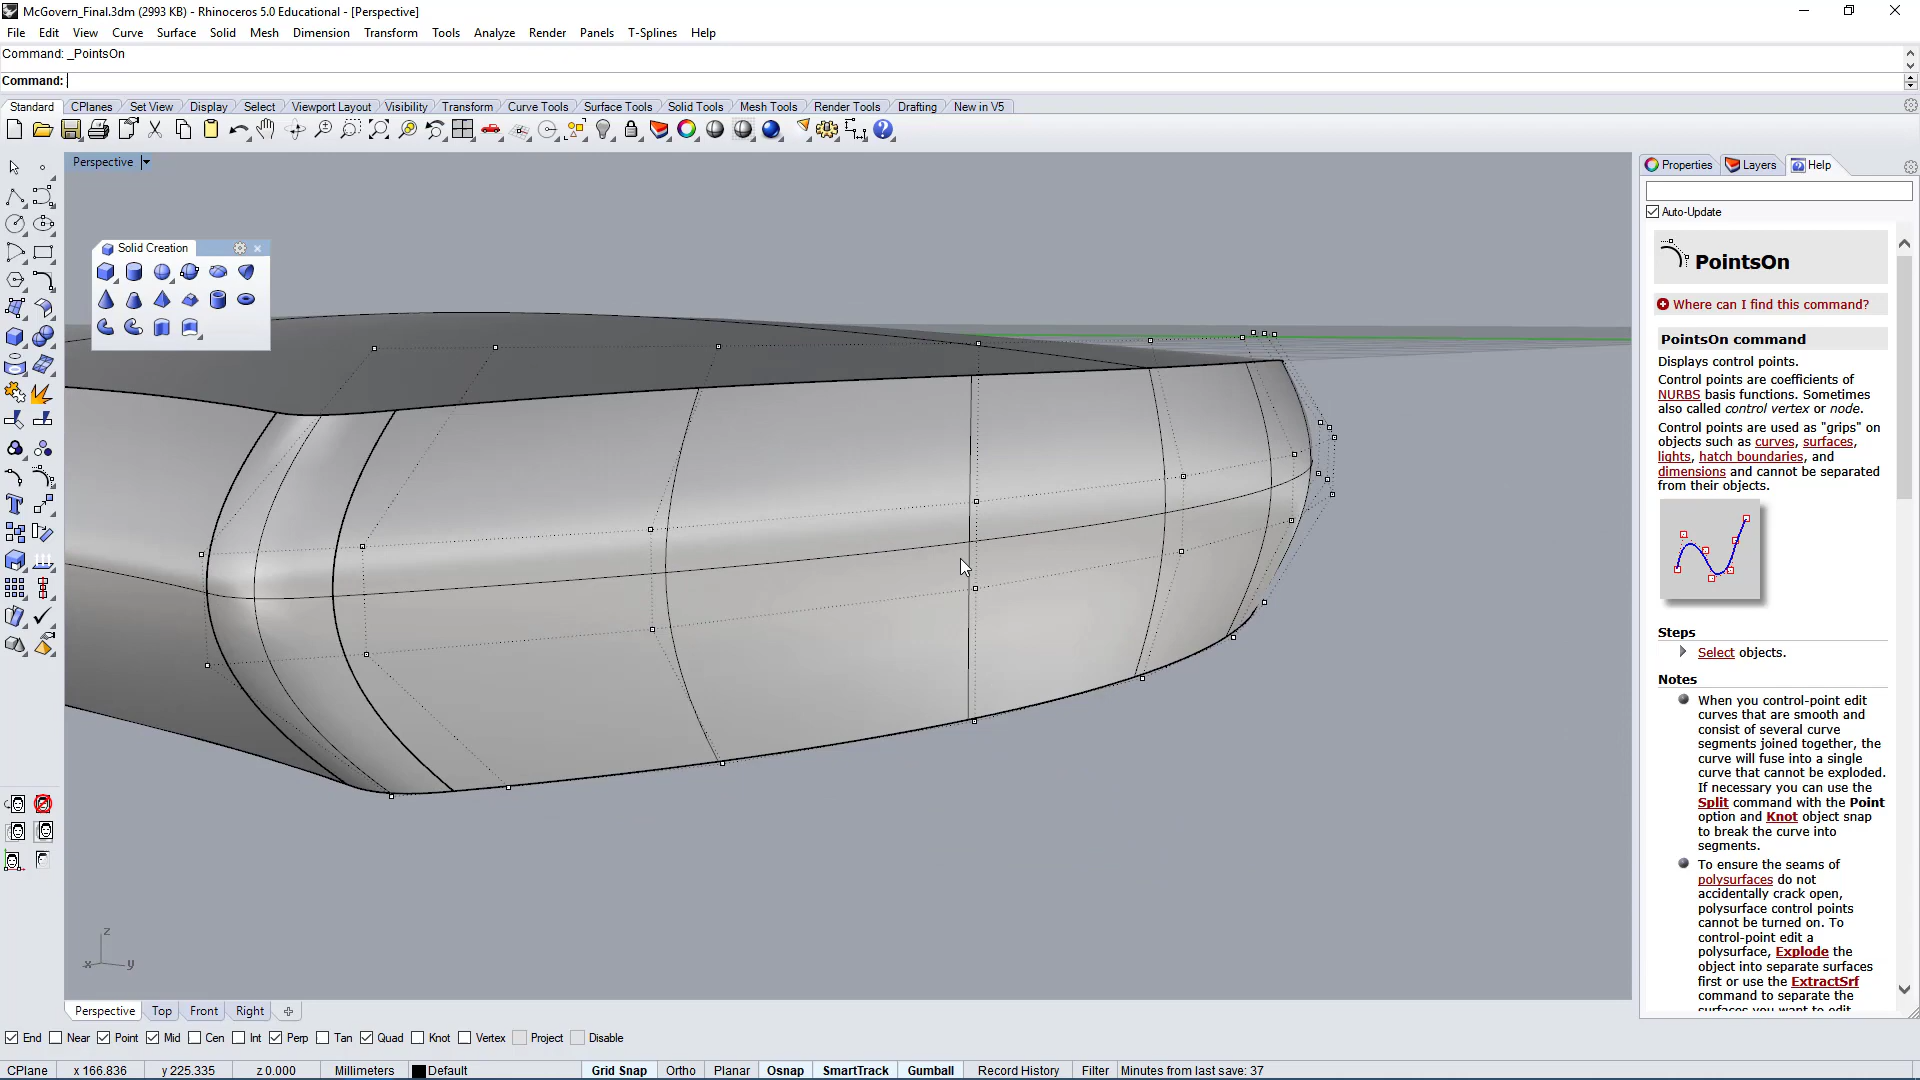 McGovern_Final.3dm (2993 KB) - Rhinoceros 5.0 Educational - [Perspective]
File Edit View Curve Surface Solid Mesh Dimension Transform Tools Analyze Render Panels T-Splines Help
Command: _PointsOn
Command:
Standard CPlanes Set View Display Select Viewport Layout Visibility Transform Curve Tools Surface Tools Solid Tools Mesh Tools Render Tools Drafting New in V5
Perspective
Solid Creation
Properties Layers Help
Auto-Update
PointsOn
Where can I find this command?
PointsOn command
Displays control points.
Control points are coefficients of
NURBS basis functions. Sometimes
also called control vertex or node.
Control points are used as "grips" on
objects such as curves, surfaces,
lights, hatch boundaries, and
dimensions and cannot be separated
from their objects.
Steps
Select objects.
Notes
When you control-point edit
curves that are smooth and
consist of several curve
segments joined together, the
curve will fuse into a single
curve that cannot be exploded.
If necessary you can use the
Split command with the Point
option and Knot object snap
to break the curve into
segments.
To ensure the seams of
polysurfaces do not
accidentally crack open,
polysurface control points
cannot be turned on. To
control-point edit a
polysurface, Explode the
object into separate surfaces
first or use the ExtractSrf
command to separate the
surfaces you want to edit
z
x y
Perspective Top Front Right
End Near Point Mid Cen Int Perp Tan Quad Knot Vertex Project Disable
CPlane x 166.836 y 225.335 z 0.000 Millimeters Default Grid Snap Ortho Planar Osnap SmartTrack Gumball Record History Filter Minutes from last save: 37